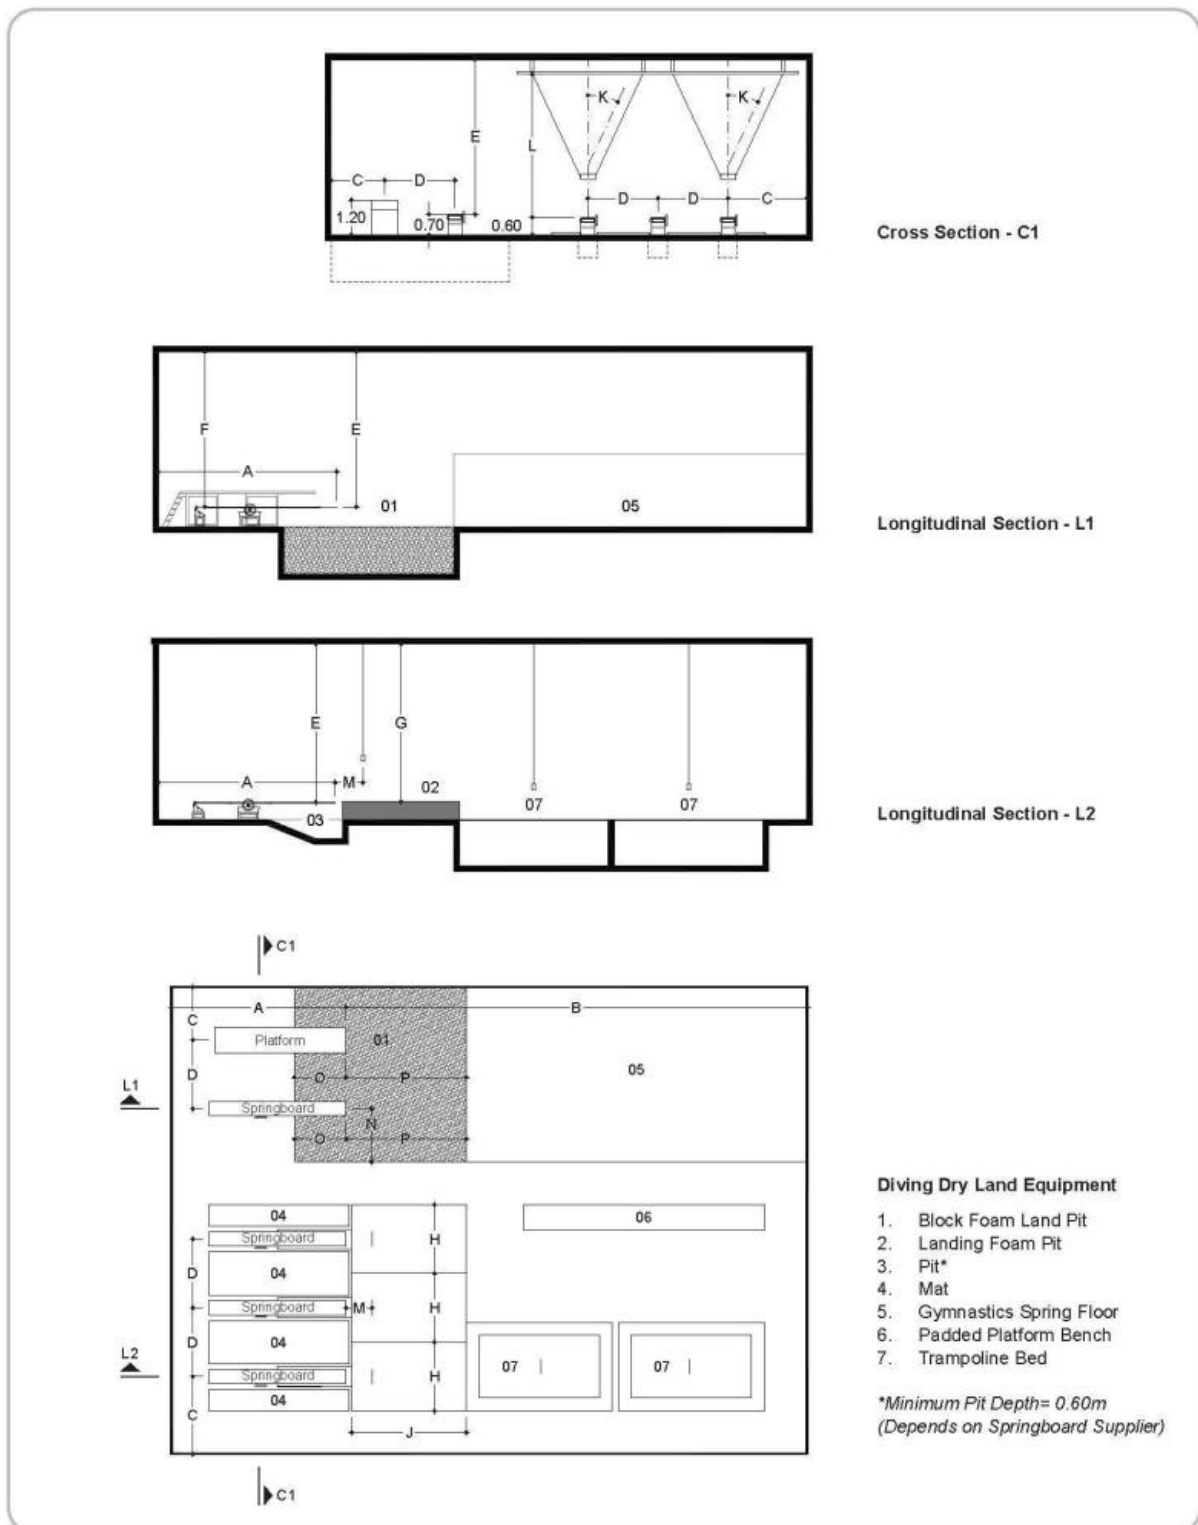 K K
E
L
C D
D D C
1.20
0.70 0.60
Cross Section - C1
F E
A
01 05
Longitudinal Section - L1
E G
A M
02
07 07
03
Longitudinal Section - L2
C1
A B
C
Platform 01
D 05
O P
L1
Springboard
N
O P
04 06
Springboard H
D 04
Springboard M H
D 04
07 07
L2
Springboard H
04
C
J
C1
Diving Dry Land Equipment
1. Block Foam Land Pit
2. Landing Foam Pit
3. Pit*
4. Mat
5. Gymnastics Spring Floor
6. Padded Platform Bench
7. Trampoline Bed
*Minimum Pit Depth= 0.60m
(Depends on Springboard Supplier)